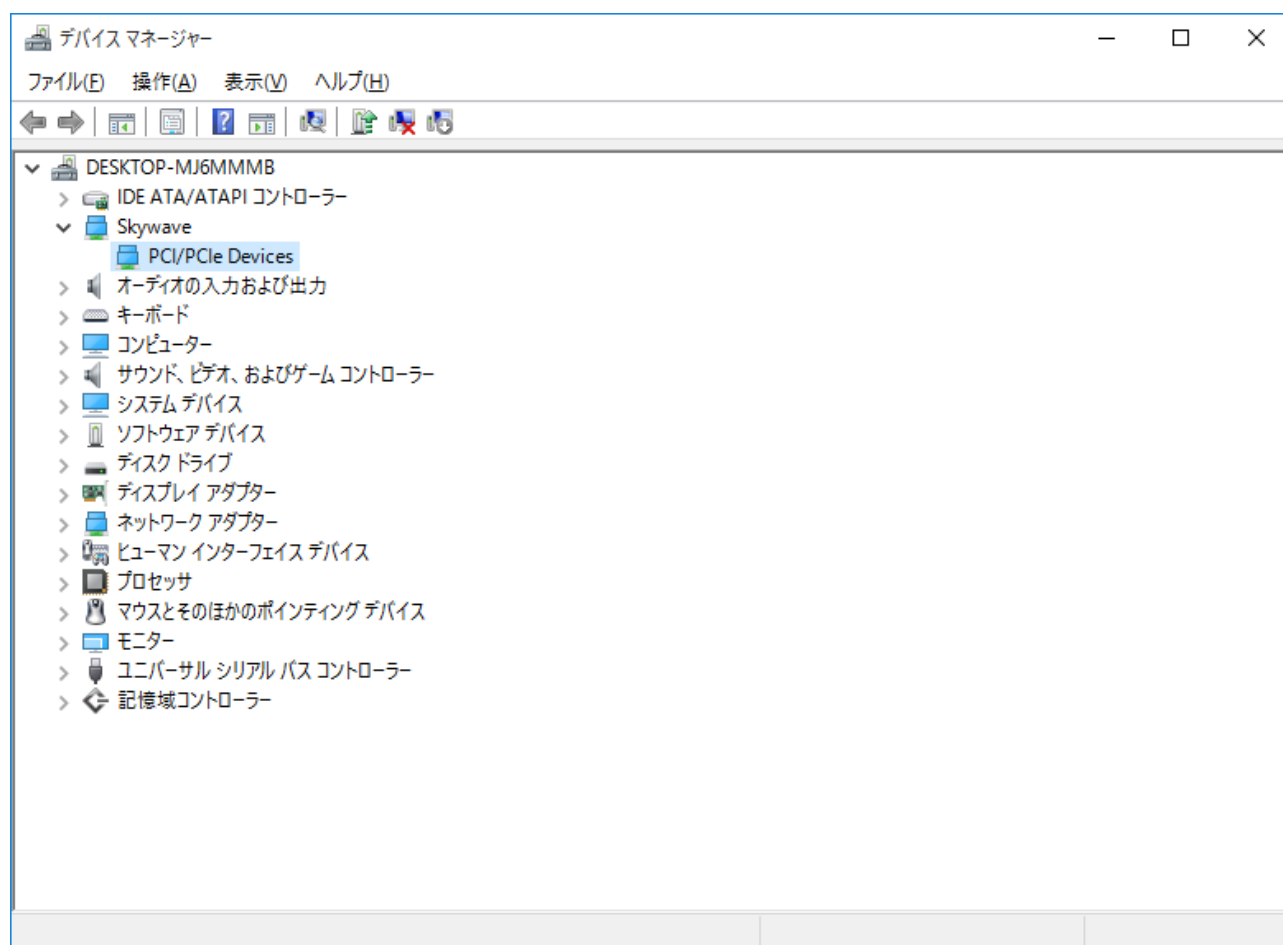 デバイス マネージャー
ファイル(F) 操作(A) 表示(V) ヘルプ(H)
DESKTOP-MJ6MMMB
IDE ATA/ATAPI コントローラー
Skywave
PCI/PCIe Devices
オーディオの入力および出力
キーボード
コンピューター
サウンド、ビデオ、およびゲーム コントローラー
システム デバイス
ソフトウェア デバイス
ディスク ドライブ
ディスプレイ アダプター
ネットワーク アダプター
ヒューマン インターフェイス デバイス
プロセッサ
マウスとそのほかのポインティング デバイス
モニター
ユニバーサル シリアル バス コントローラー
記憶域コントローラー